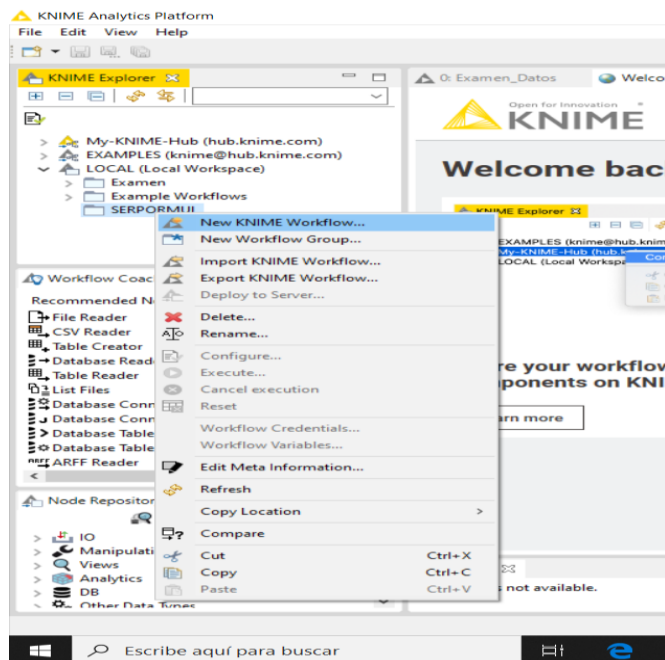 KNIME Analytics Platform
File Edit View Help
KNIME Explorer
0: Examen_Datos
Welco
Open for Innovation
KNIME
My-KNIME-Hub (hub.knime.com)
EXAMPLES (knime@hub.knime.com)
LOCAL (Local Workspace)
Examen
Example Workflows
SERPORMUJ
Welcome bac
KNIME Explorer
EXAMPLES (knime@hub.knim
My-KNIME-Hub (hub.k
LOCAL (Local Workspa
Con
New KNIME Workflow...
New Workflow Group...
Import KNIME Workflow...
Export KNIME Workflow...
Deploy to Server...
Delete...
Rename...
Configure...
Execute...
Cancel execution
Reset
Workflow Credentials...
Workflow Variables...
Edit Meta Information...
Refresh
Copy Location >
Compare
Cut Ctrl+X
Copy Ctrl+C
Paste Ctrl+V
Workflow Coac
Recommended N
File Reader
CSV Reader
Table Creator
Database Read
Table Reader
List Files
Database Conn
Database Conn
Database Table
Database Table
ARFF Reader
re your workflow
ponents on KNI
arn more
Node Repositor
IO
Manipulati
Views
Analytics
DB
Other Data Types
not available.
Escribe aquí para buscar